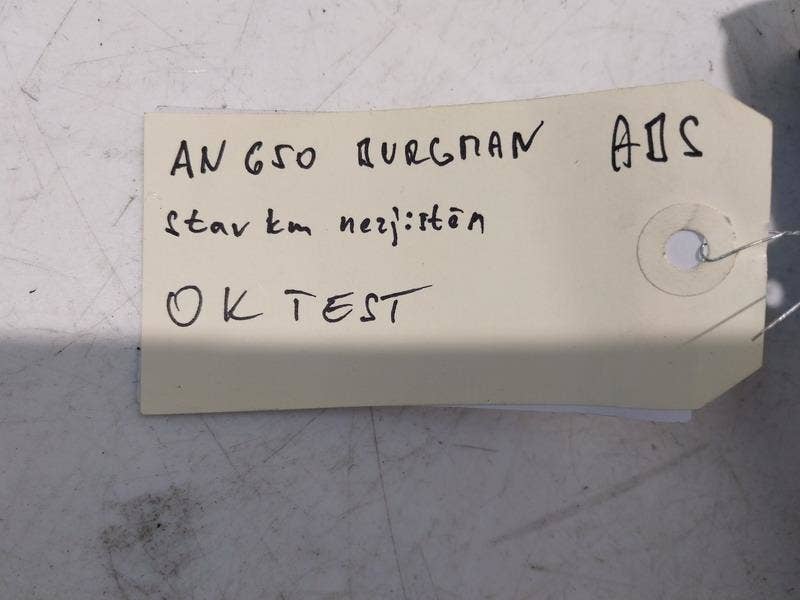 AN 650 BURGMAN ABS
stav km nezjištěn
OK TEST